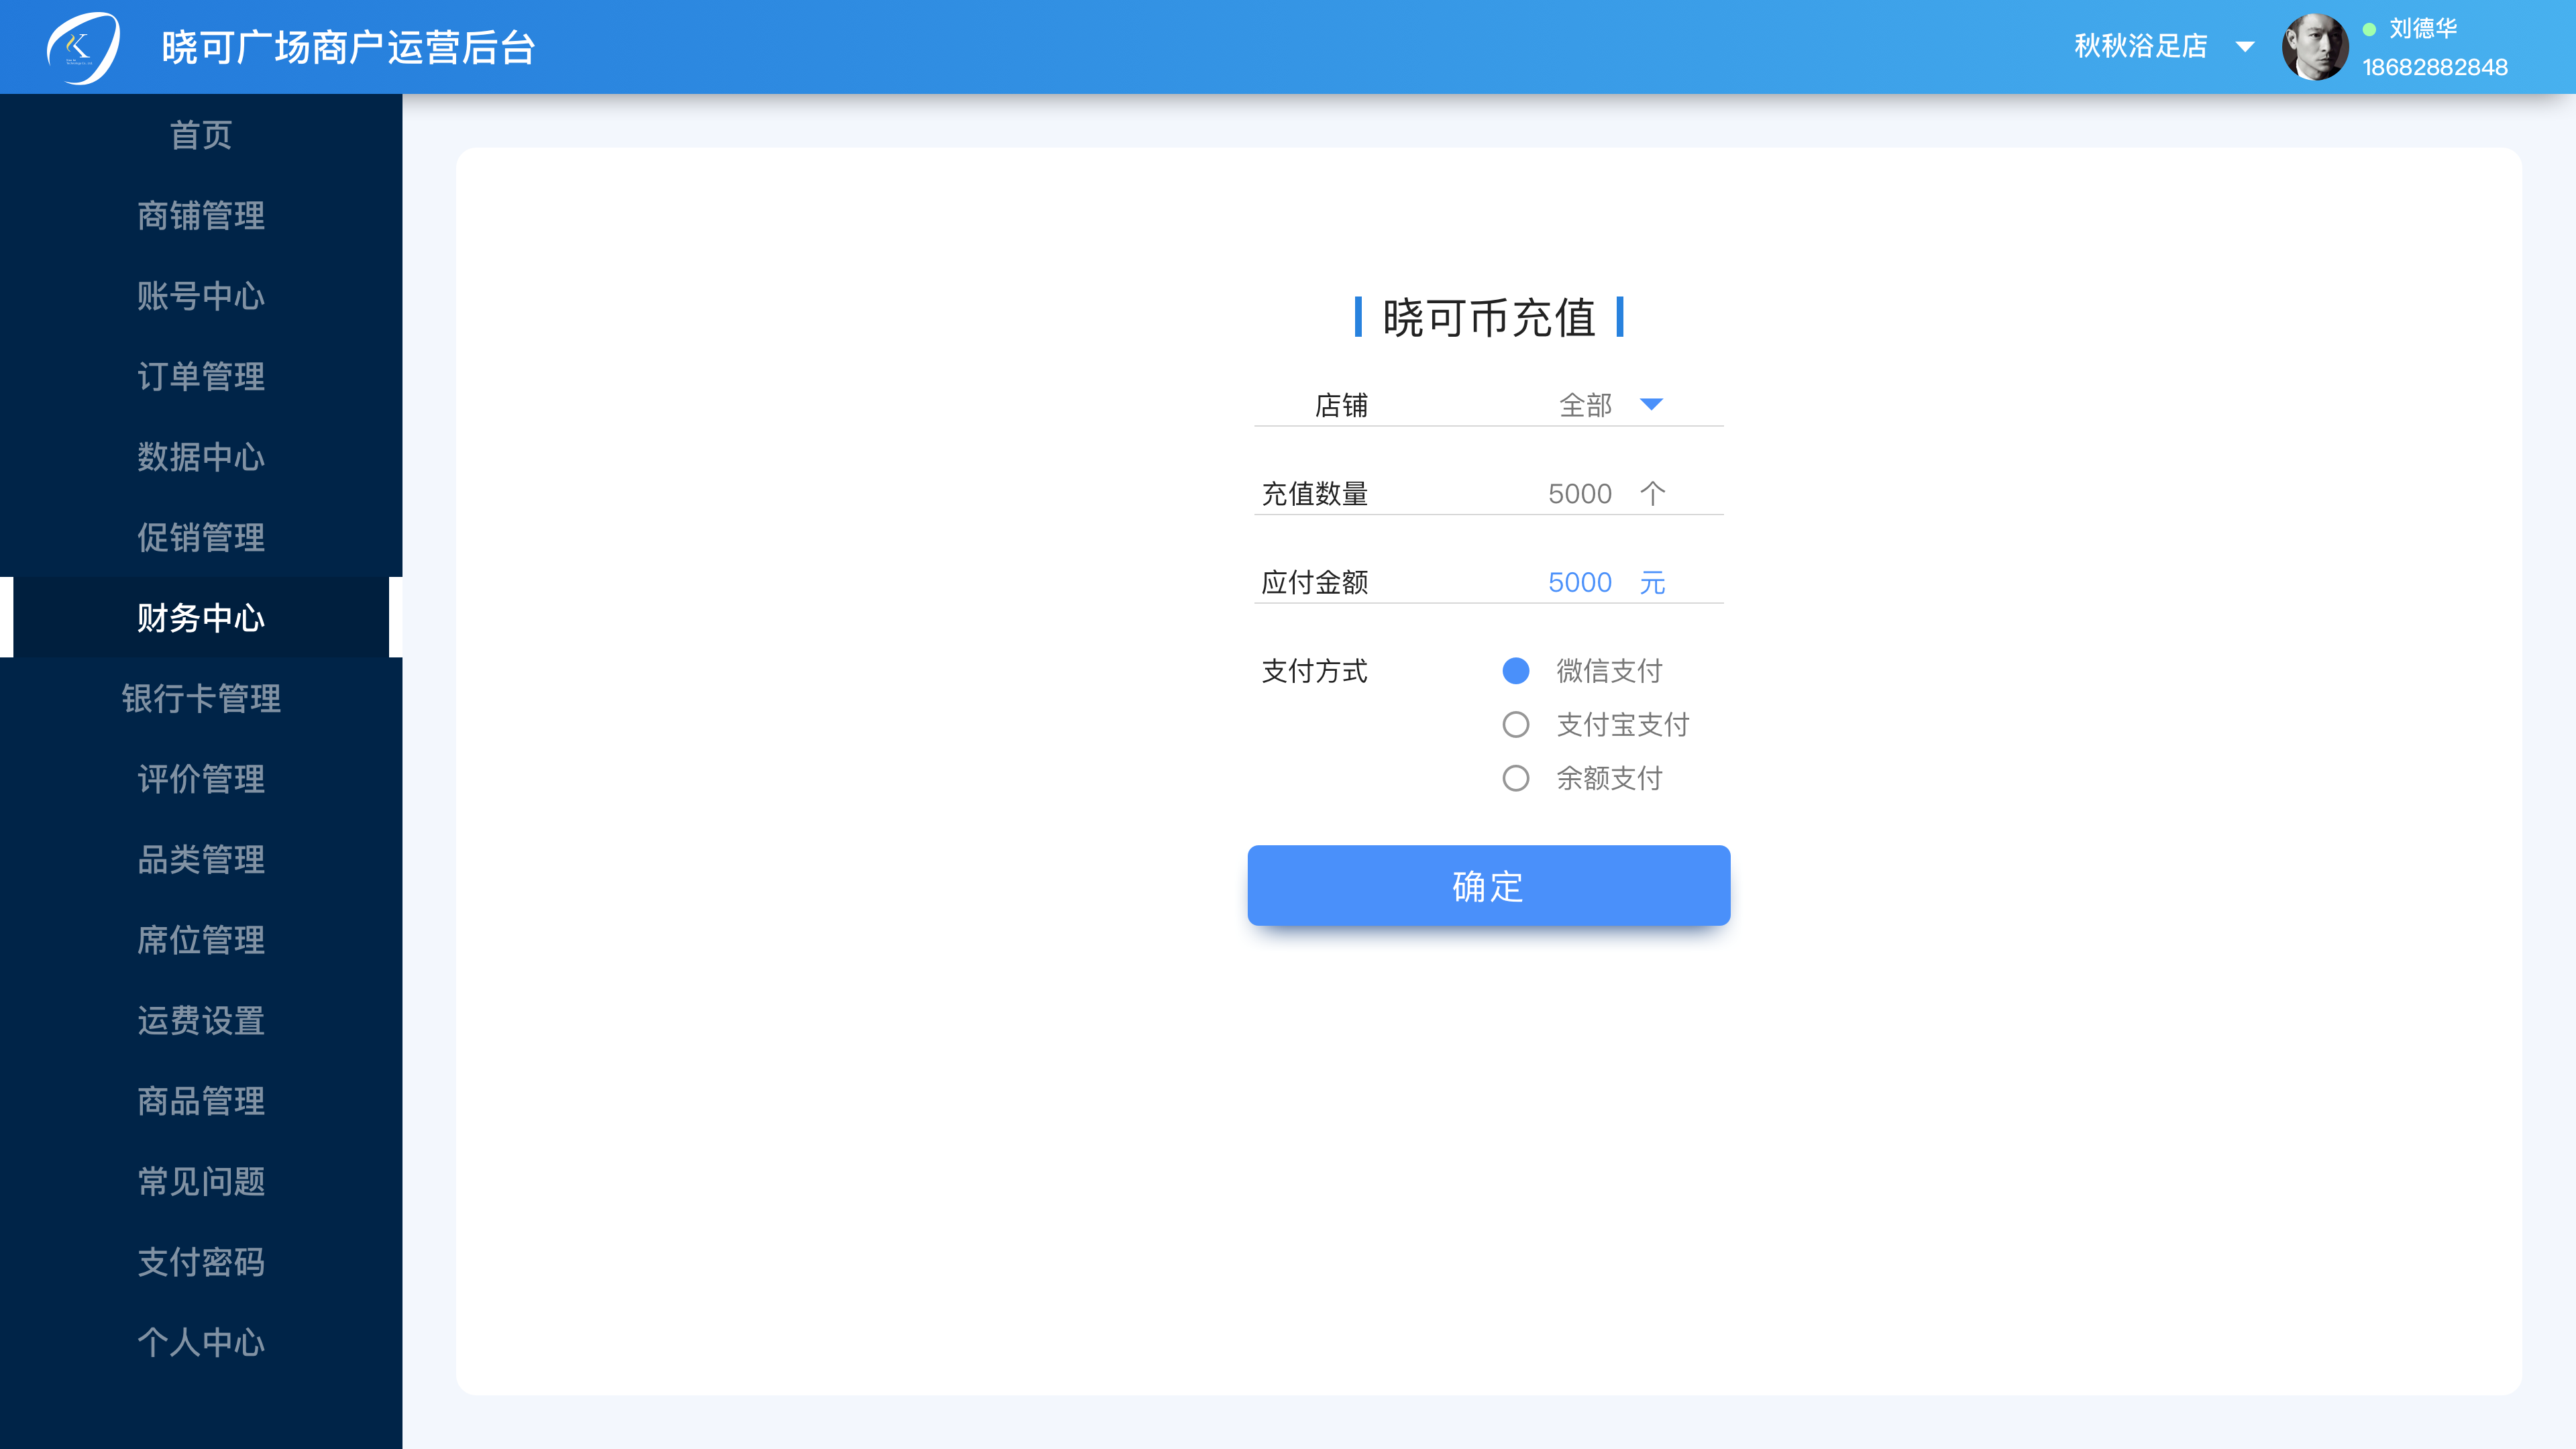 晓可广场商户运营后台
秋秋浴足店
刘德华
18682882848
首页
商铺管理
账号中心
订单管理
数据中心
促销管理
财务中心
银行卡管理
评价管理
品类管理
席位管理
运费设置
商品管理
常见问题
支付密码
个人中心
晓可币充值
店铺 全部
充值数量 5000 个
应付金额 5000 元
支付方式 微信支付
支付宝支付
余额支付
确定